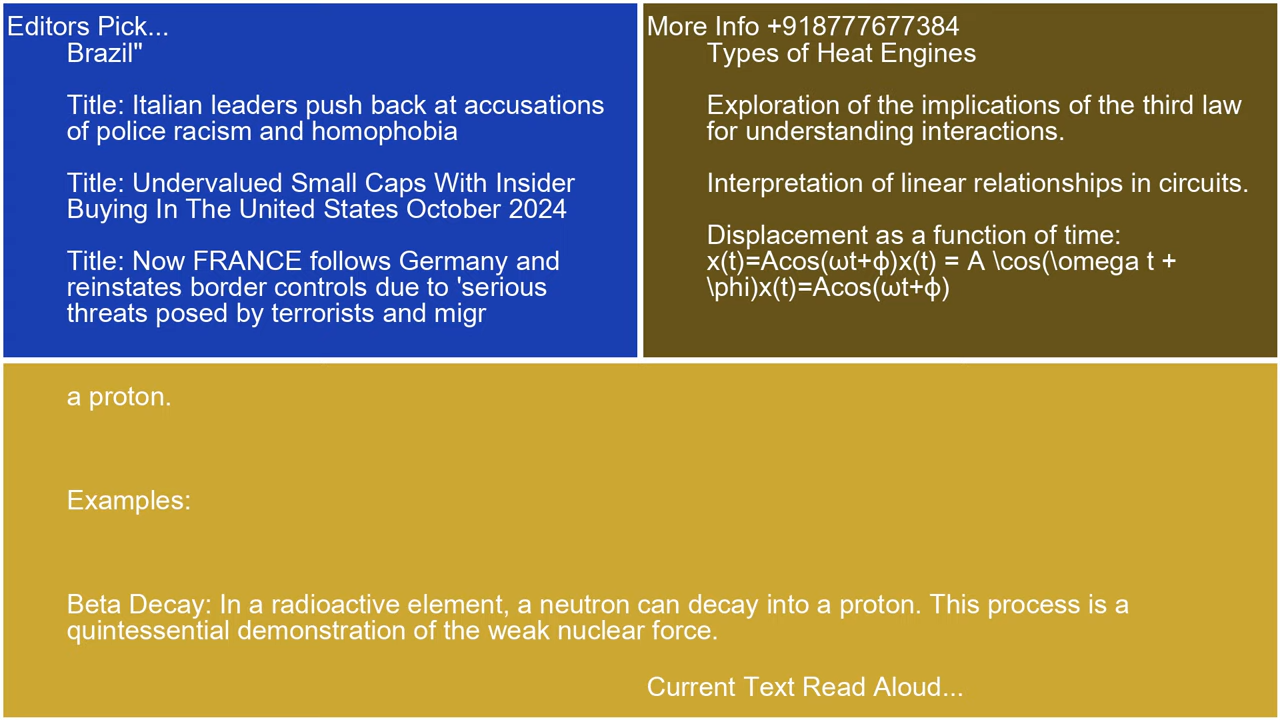 Editors Pick...
Brazil"
Title: Italian leaders push back at accusations
of police racism and homophobia
Title: Undervalued Small Caps With Insider
Buying In The United States October 2024
Title: Now FRANCE follows Germany and
reinstates border controls due to 'serious
threats posed by terrorists and migr
More Info +918777677384
Types of Heat Engines
Exploration of the implications of the third law
for understanding interactions.
Interpretation of linear relationships in circuits.
Displacement as a function of time:
x(t)=Acos(ωt+ϕ)x(t) = A \cos(\omega t +
\phi)x(t)=Acos(ωt+ϕ)
a proton.
Examples:
Beta Decay: In a radioactive element, a neutron can decay into a proton. This process is a
quintessential demonstration of the weak nuclear force.
Current Text Read Aloud...